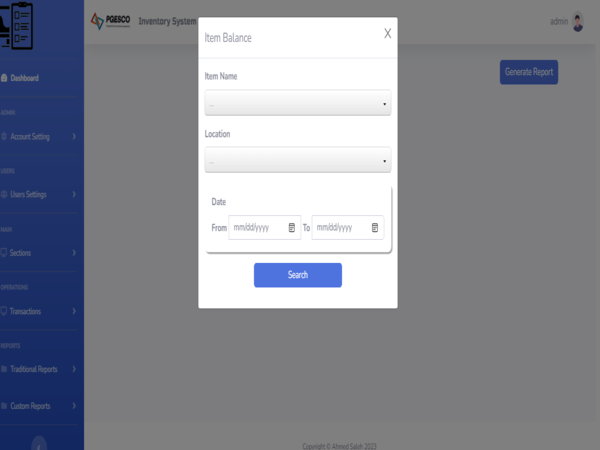 PGESCO
Inventory System
admin
Dashboard
ADMIN
Account Setting
USERS
Users Settings
MAIN
Sections
OPERATIONS
Transactions
REPORTS
Traditional Reports
Custom Reports
Generate Report
Item Balance
X
Item Name
...
Location
...
Date
From mm/dd/yyyy To mm/dd/yyyy
Search
Copyright © Ahmed Salah 2023